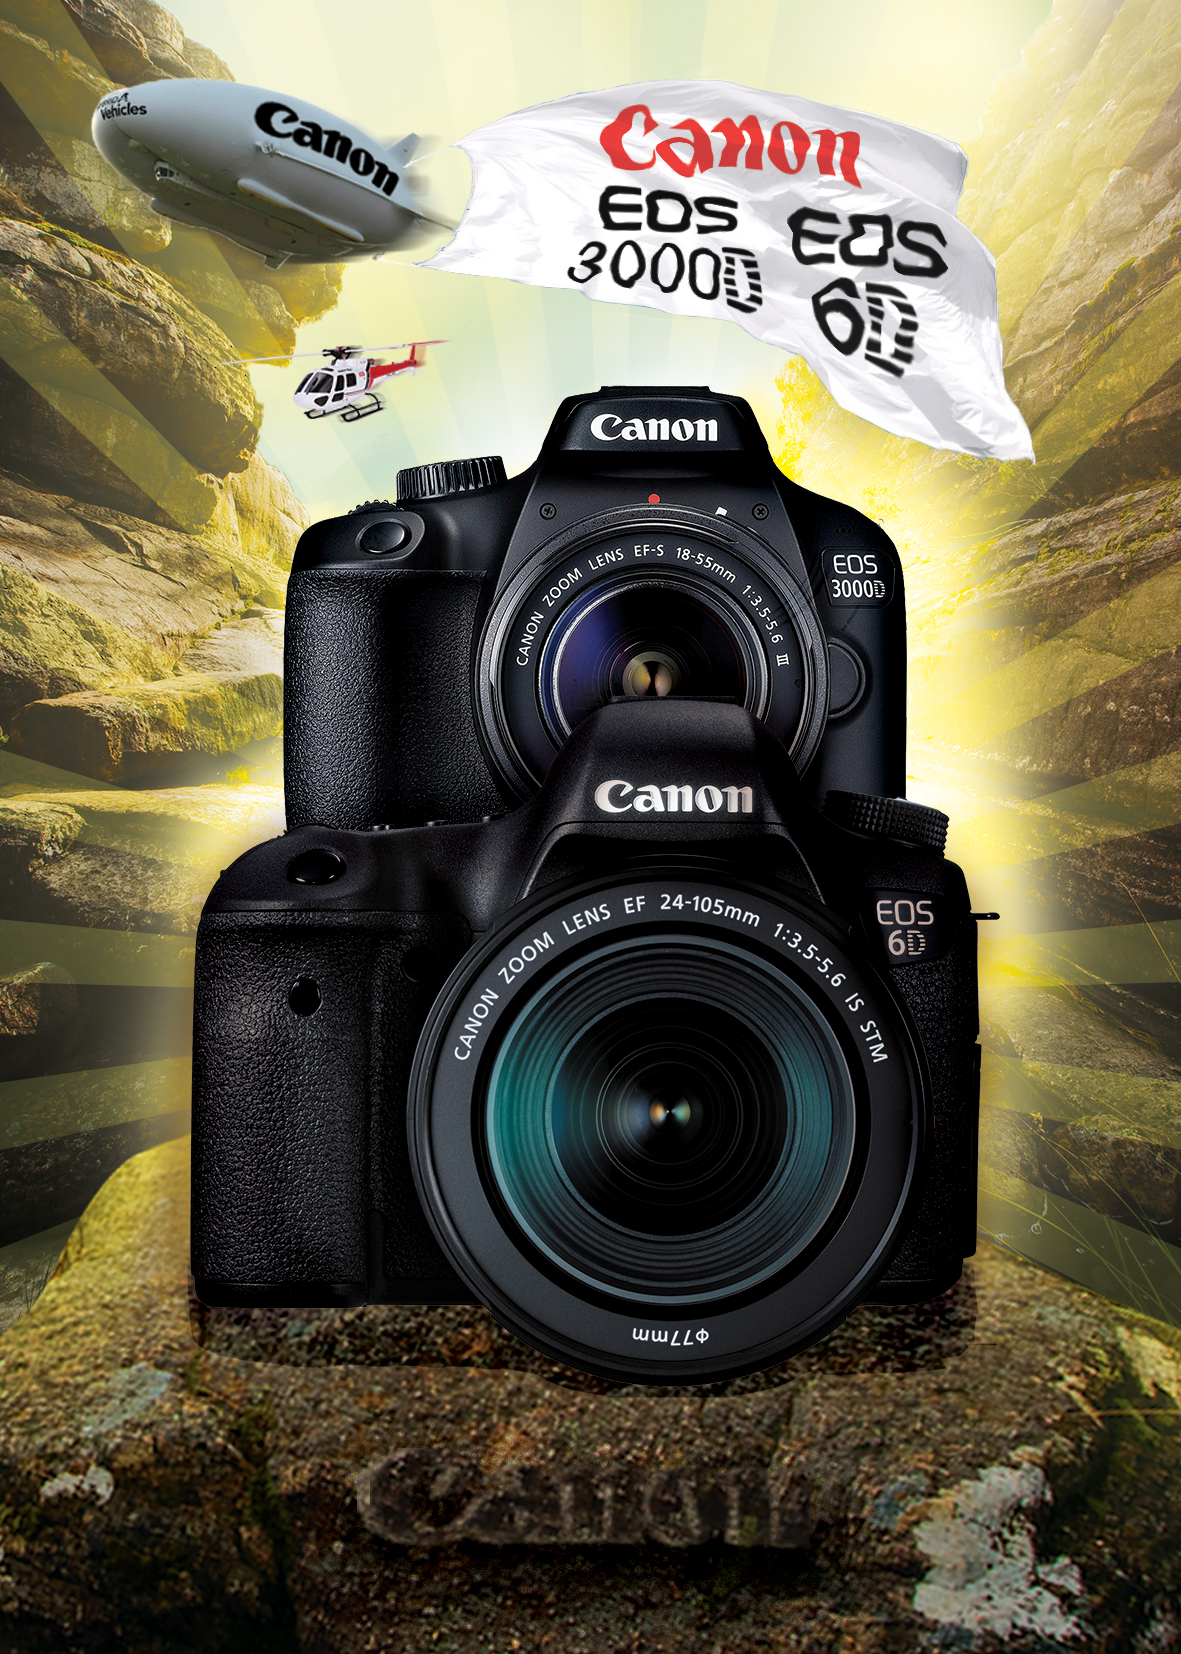 Vehicles
Canon
Canon
EOS
3000D
EOS
6D
Canon
CANON ZOOM LENS EF-S 18-55mm 1:3.5-5.6 III
EOS
3000D
Canon
EOS
6D
CANON ZOOM LENS EF 24-105mm 1:3.5-5.6 IS STM
φ77mm
Canon